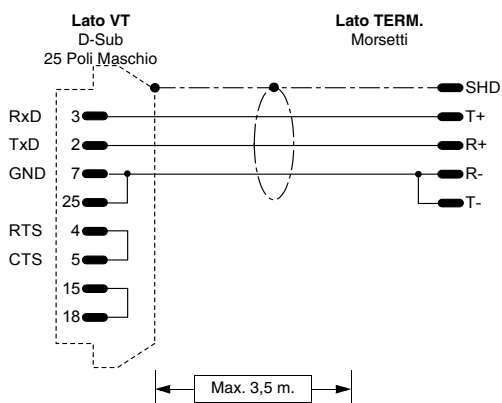 Lato VT
D-Sub
25 Poli Maschio
Lato TERM.
Morsetti
SHD
RxD 3 T+
TxD 2 R+
GND 7 R-
25 T-
RTS 4
CTS 5
15
18
Max. 3,5 m.